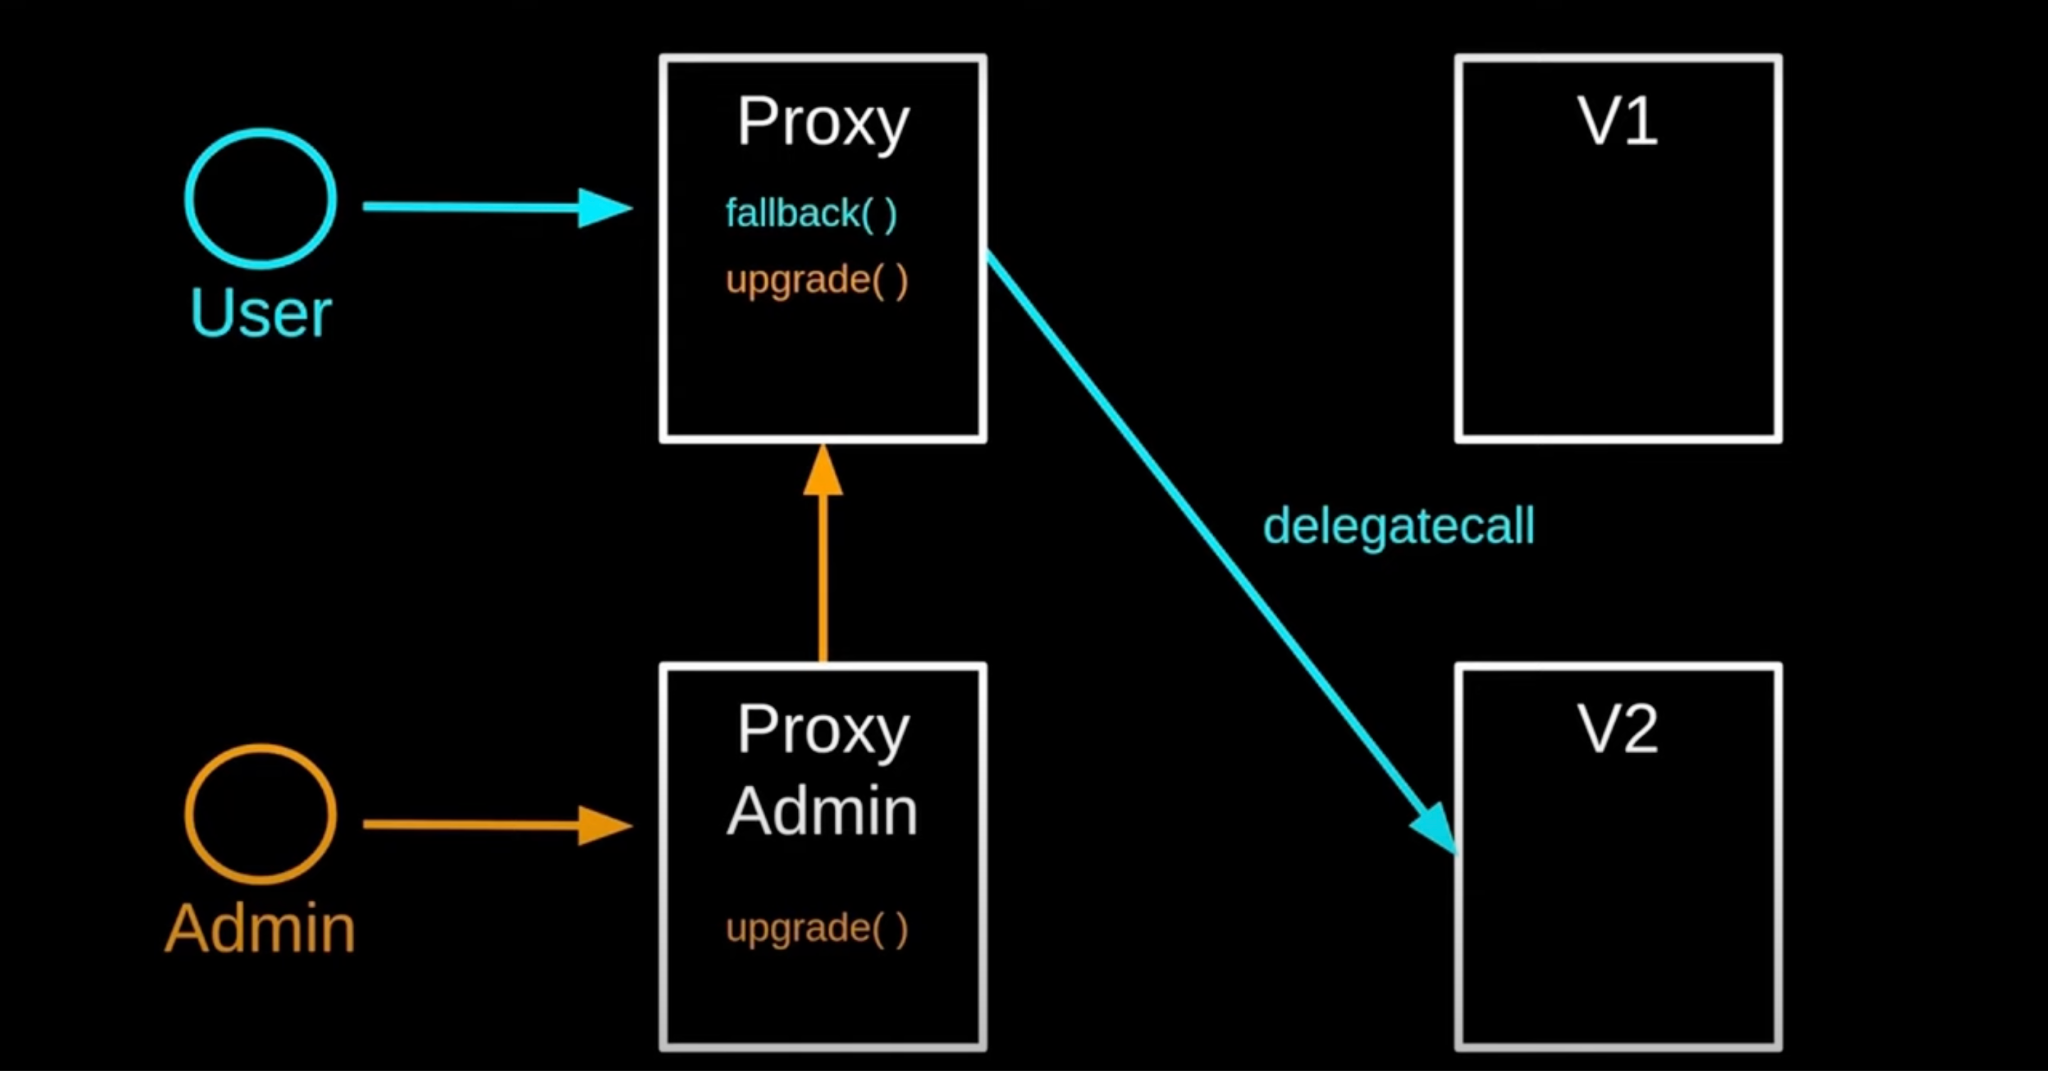 Proxy
fallback( )
upgrade( )
User
V1
delegatecall
Proxy
Admin
upgrade( )
Admin
V2